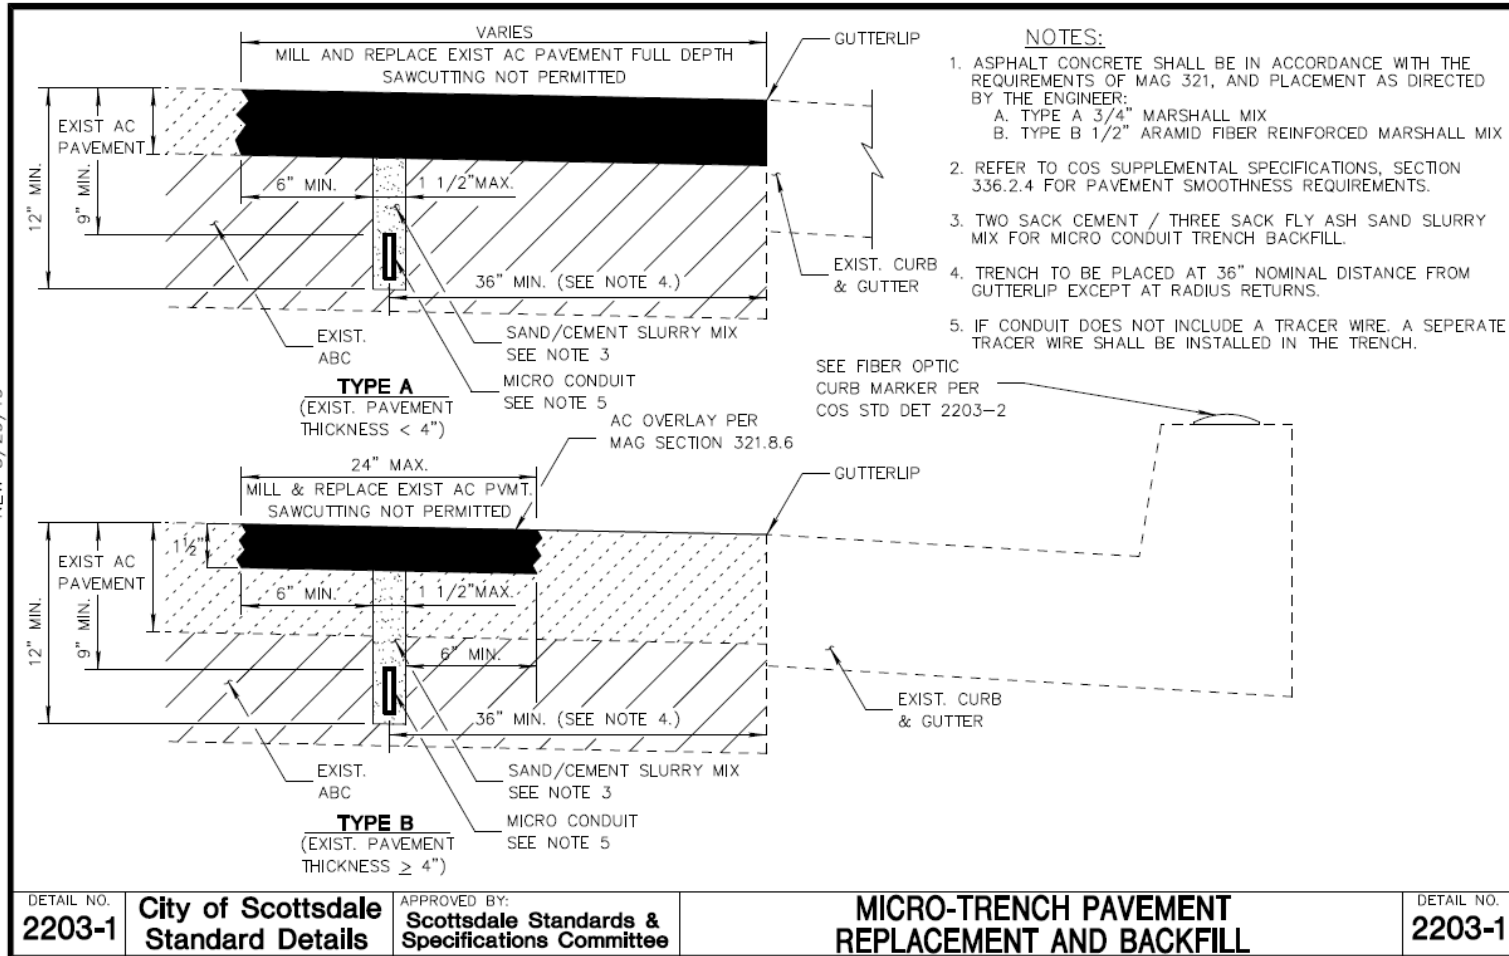 VARIES
MILL AND REPLACE EXIST AC PAVEMENT FULL DEPTH
SAWCUTTING NOT PERMITTED
GUTTERLIP
EXIST AC
PAVEMENT
12" MIN.
9" MIN.
6" MIN.
1 1/2"MAX.
36" MIN. (SEE NOTE 4.)
EXIST. CURB
& GUTTER
EXIST.
ABC
SAND/CEMENT SLURRY MIX
SEE NOTE 3
MICRO CONDUIT
SEE NOTE 5
TYPE A
(EXIST. PAVEMENT
THICKNESS < 4")
NOTES:
1. ASPHALT CONCRETE SHALL BE IN ACCORDANCE WITH THE
REQUIREMENTS OF MAG 321, AND PLACEMENT AS DIRECTED
BY THE ENGINEER:
A. TYPE A 3/4" MARSHALL MIX
B. TYPE B 1/2" ARAMID FIBER REINFORCED MARSHALL MIX
2. REFER TO COS SUPPLEMENTAL SPECIFICATIONS, SECTION
336.2.4 FOR PAVEMENT SMOOTHNESS REQUIREMENTS.
3. TWO SACK CEMENT / THREE SACK FLY ASH SAND SLURRY
MIX FOR MICRO CONDUIT TRENCH BACKFILL.
4. TRENCH TO BE PLACED AT 36" NOMINAL DISTANCE FROM
GUTTERLIP EXCEPT AT RADIUS RETURNS.
5. IF CONDUIT DOES NOT INCLUDE A TRACER WIRE. A SEPERATE
TRACER WIRE SHALL BE INSTALLED IN THE TRENCH.
SEE FIBER OPTIC
CURB MARKER PER
COS STD DET 2203-2
AC OVERLAY PER
MAG SECTION 321.8.6
24" MAX.
MILL & REPLACE EXIST AC PVMT.
SAWCUTTING NOT PERMITTED
GUTTERLIP
1½"
EXIST AC
PAVEMENT
12" MIN.
9" MIN.
6" MIN.
1 1/2"MAX.
6" MIN.
36" MIN. (SEE NOTE 4.)
EXIST. CURB
& GUTTER
EXIST.
ABC
SAND/CEMENT SLURRY MIX
SEE NOTE 3
MICRO CONDUIT
SEE NOTE 5
TYPE B
(EXIST. PAVEMENT
THICKNESS ≥ 4")
DETAIL NO.
2203-1
City of Scottsdale
Standard Details
APPROVED BY:
Scottsdale Standards &
Specifications Committee
MICRO-TRENCH PAVEMENT
REPLACEMENT AND BACKFILL
DETAIL NO.
2203-1